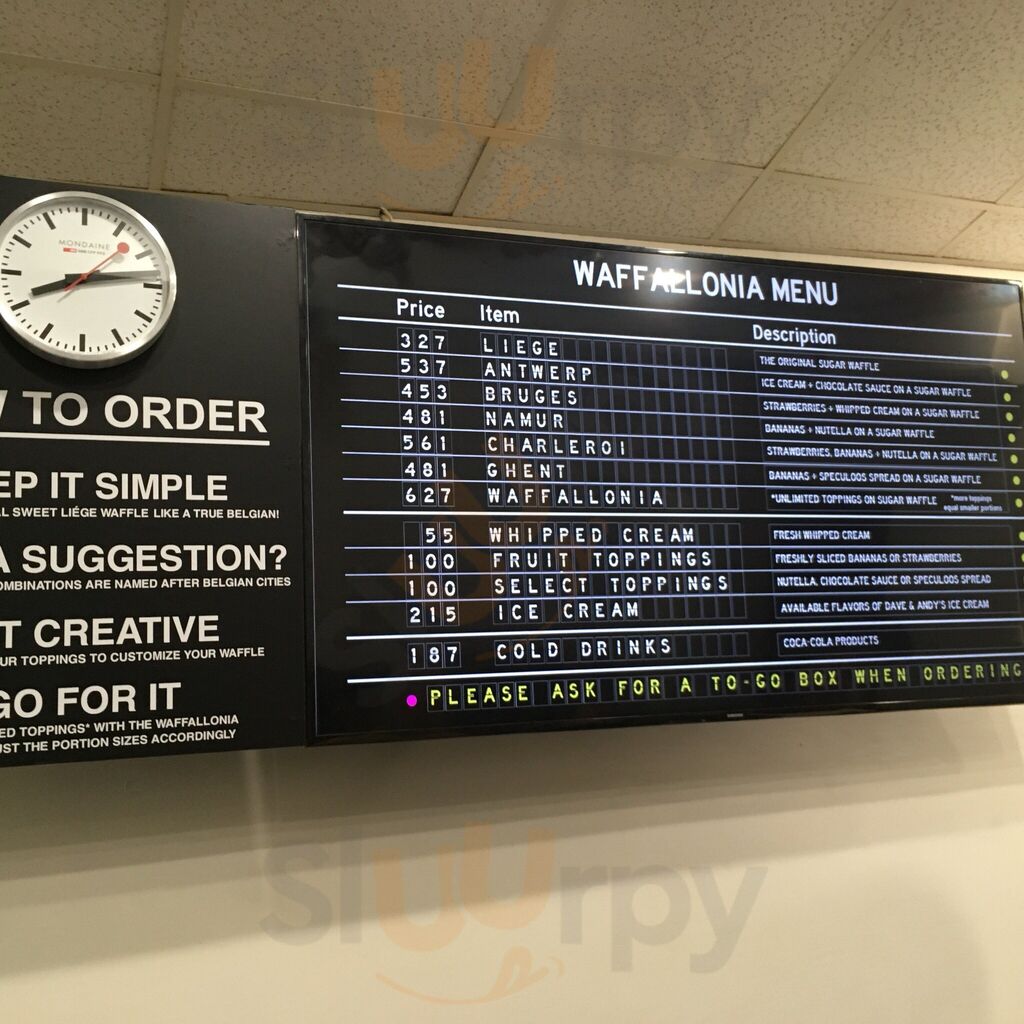 MONDAINE
W TO ORDER
EP IT SIMPLE
LL SWEET LIÉGE WAFFLE LIKE A TRUE BELGIAN!
A SUGGESTION?
OMBINATIONS ARE NAMED AFTER BELGIAN CITIES
T CREATIVE
UR TOPPINGS TO CUSTOMIZE YOUR WAFFLE
GO FOR IT
ED TOPPINGS* WITH THE WAFFALLONIA
UST THE PORTION SIZES ACCORDINGLY
WAFFALLONIA MENU
Price Item Description
327 LIEGE THE ORIGINAL SUGAR WAFFLE
537 ANTWERP ICE CREAM + CHOCOLATE SAUCE ON A SUGAR WAFFLE
453 BRUGES STRAWBERRIES + WHIPPED CREAM ON A SUGAR WAFFLE
481 NAMUR BANANAS + NUTELLA ON A SUGAR WAFFLE
561 CHARLEROI STRAWBERRIES, BANANAS + NUTELLA ON A SUGAR WAFFLE
481 GHENT BANANAS + SPECULOOS SPREAD ON A SUGAR WAFFLE
627 WAFFALLONIA *UNLIMITED TOPPINGS ON SUGAR WAFFLE *more toppings equal smaller portions
55 WHIPPED CREAM FRESH WHIPPED CREAM
100 FRUIT TOPPINGS FRESHLY SLICED BANANAS OR STRAWBERRIES
100 SELECT TOPPINGS NUTELLA, CHOCOLATE SAUCE OR SPECULOOS SPREAD
215 ICE CREAM AVAILABLE FLAVORS OF DAVE & ANDY'S ICE CREAM
187 COLD DRINKS COCA-COLA PRODUCTS
PLEASE ASK FOR A TO-GO BOX WHEN ORDERING
SAMSUNG
Sluurpy
Sluurpy